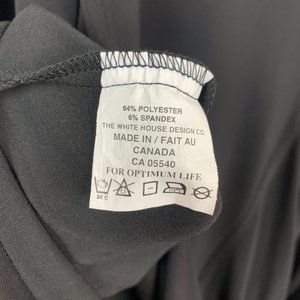 94% POLYESTER
6% SPANDEX
THE WHITE HOUSE DESIGN CO
MADE IN / FAIT AU
CANADA
CA 05540
FOR OPTIMUM LIFE
30 C